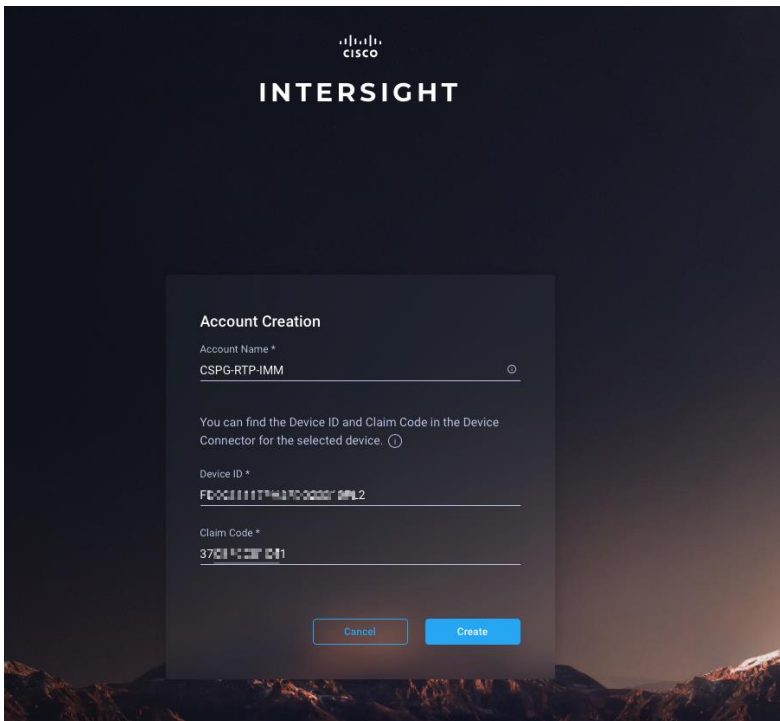 CISCO
INTERSIGHT
Account Creation
Account Name *
CSPG-RTP-IMM
You can find the Device ID and Claim Code in the Device
Connector for the selected device.
Device ID *
Claim Code *
Cancel
Create